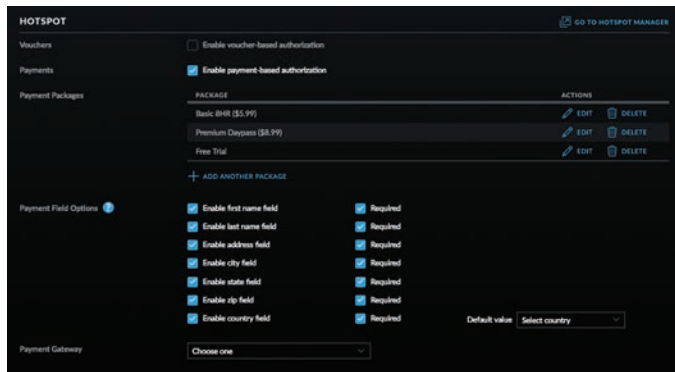 HOTSPOT GO TO HOTSPOT MANAGER
Vouchers Enable voucher-based authorization
Payments Enable payment-based authorization
Payment Packages PACKAGE ACTIONS
Basic 8HR ($5.99) EDIT DELETE
Premium Daypass ($8.99) EDIT DELETE
Free Trial EDIT DELETE
ADD ANOTHER PACKAGE
Payment Field Options ? Enable first name field Required
Enable last name field Required
Enable address field Required
Enable city field Required
Enable state field Required
Enable zip field Required
Enable country field Required Default value Select country
Payment Gateway Choose one